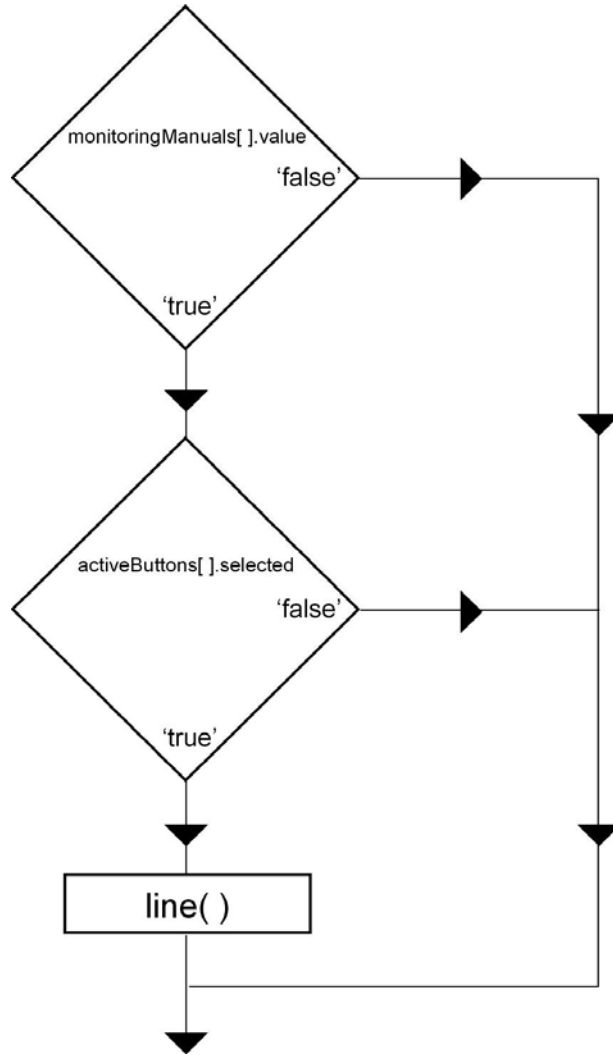 monitoringManuals[ ].value
‘false’
‘true’
activeButtons[ ].selected
‘false’
‘true’
line( )